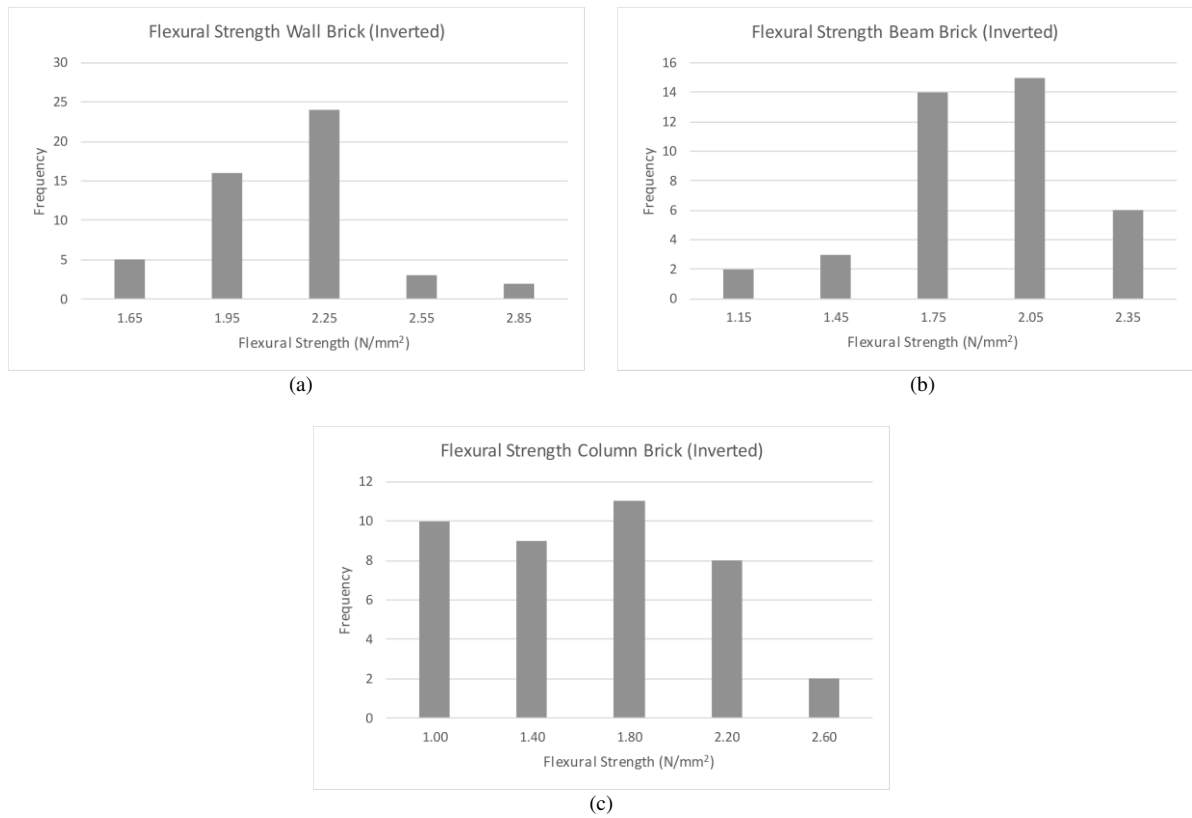 Flexural Strength Wall Brick (Inverted)
30
25
20
15
10
5
0
Frequency
1.65 1.95 2.25 2.55 2.85
Flexural Strength (N/mm²)
(a)
Flexural Strength Beam Brick (Inverted)
16
14
12
10
8
6
4
2
0
Frequency
1.15 1.45 1.75 2.05 2.35
Flexural Strength (N/mm²)
(b)
Flexural Strength Column Brick (Inverted)
12
10
8
6
4
2
0
Frequency
1.00 1.40 1.80 2.20 2.60
Flexural Strength (N/mm²)
(c)